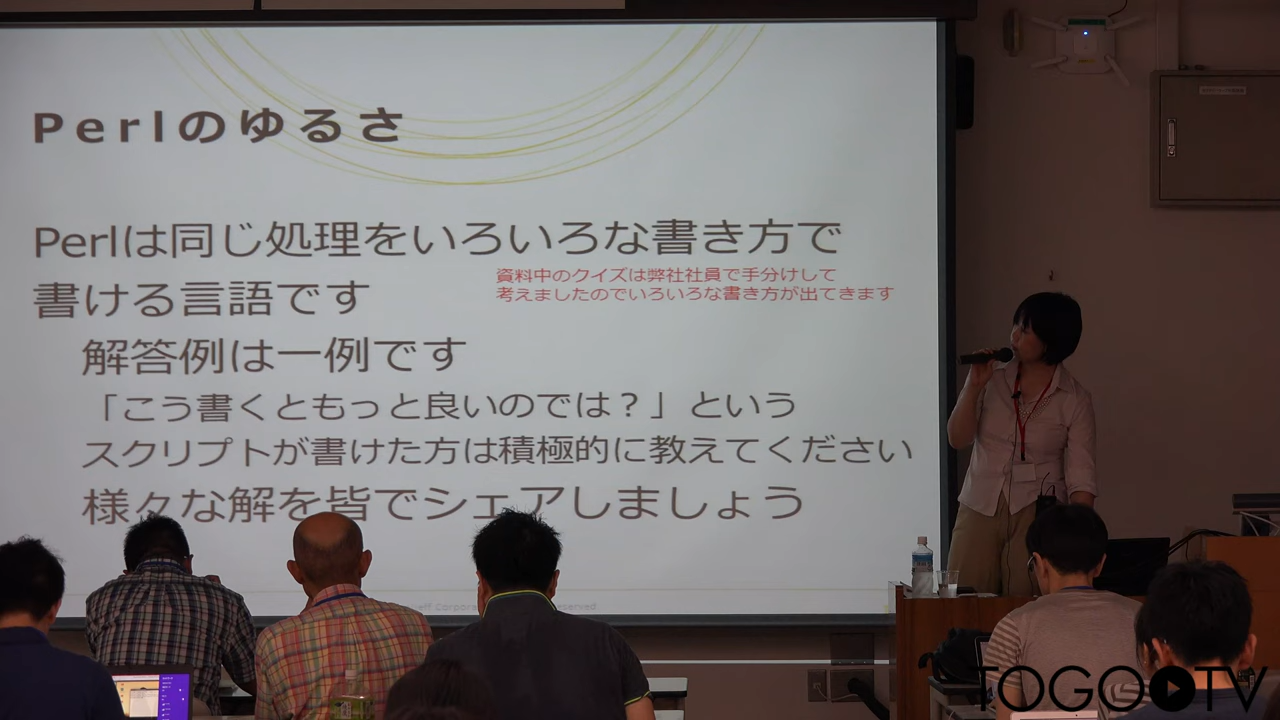 Perlのゆるさ
Perlは同じ処理をいろいろな書き方で
書ける言語です
資料中のクイズは弊社社員で手分けして
考えましたのでいろいろな書き方が出てきます
解答例は一例です
「こう書くともっと良いのでは？」という
スクリプトが書けた方は積極的に教えてください
様々な解を皆でシェアしましょう
TOGOTV